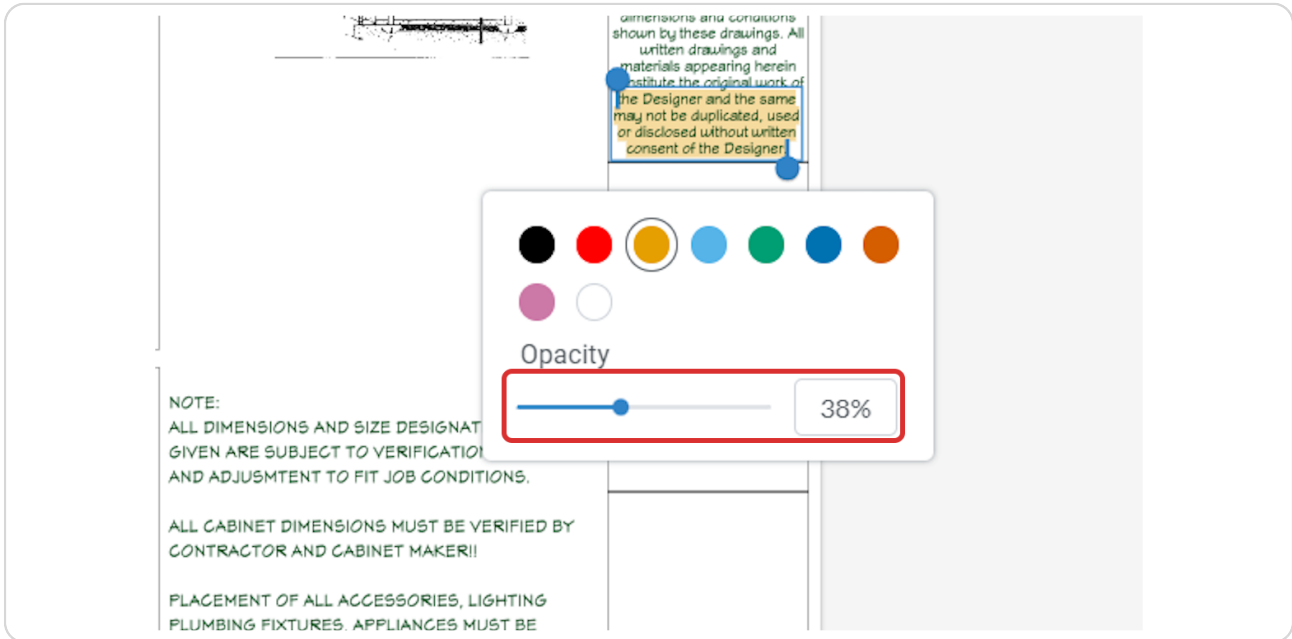 dimensions and conditions
shown by these drawings. All
written drawings and
materials appearing herein
nstitute the original work of
the Designer and the same
may not be duplicated, used
or disclosed without written
consent of the Designer.
Opacity
38%
NOTE:
ALL DIMENSIONS AND SIZE DESIGNAT
GIVEN ARE SUBJECT TO VERIFICATION
AND ADJUSMTENT TO FIT JOB CONDITIONS.
ALL CABINET DIMENSIONS MUST BE VERIFIED BY
CONTRACTOR AND CABINET MAKER!!
PLACEMENT OF ALL ACCESSORIES, LIGHTING
PLUMBING FIXTURES, APPLIANCES MUST BE